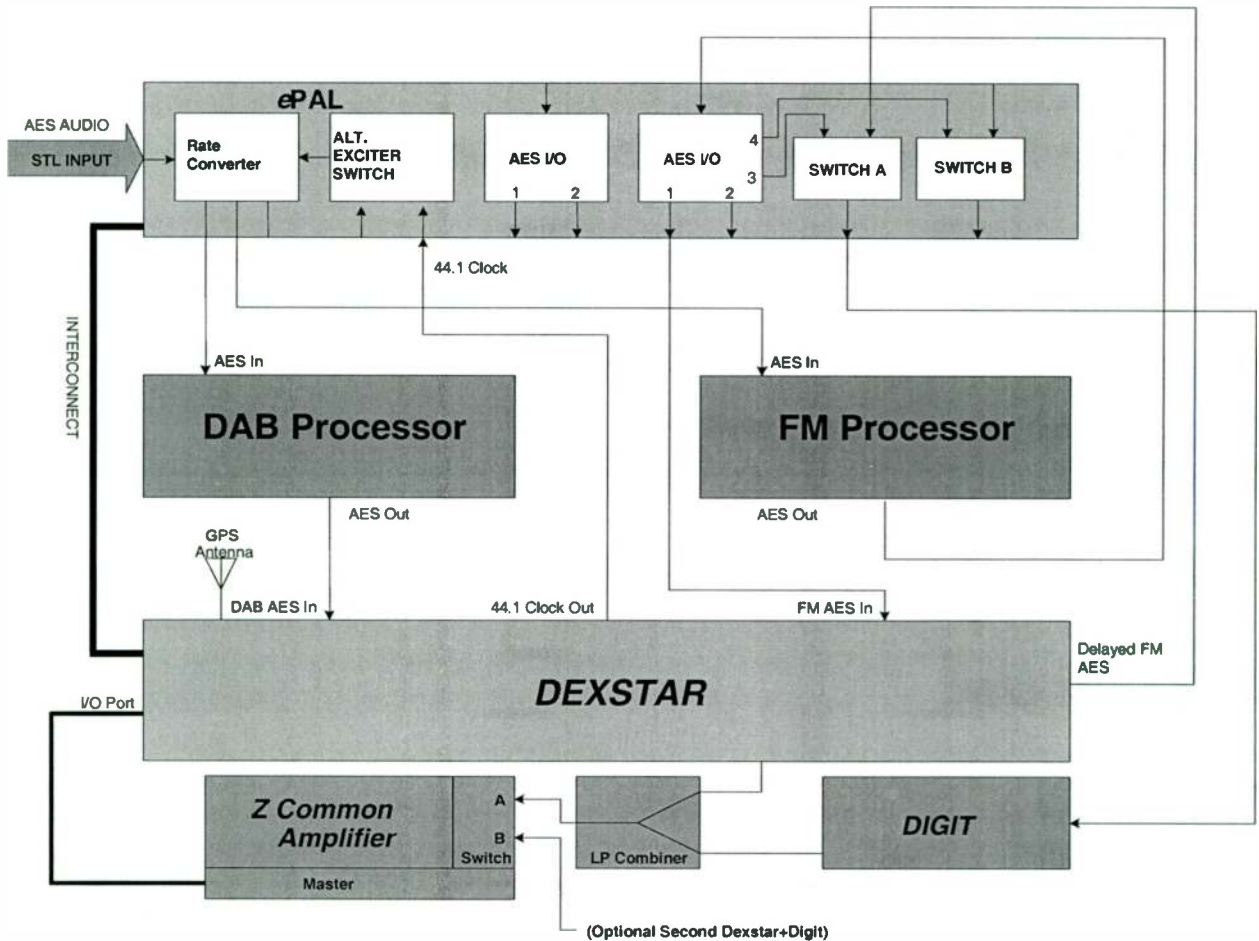 ePAL
AES AUDIO
STL INPUT
Rate
Converter
ALT.
EXCITER
SWITCH
AES I/O
1
2
AES I/O
4
3
1
2
SWITCH A
SWITCH B
44.1 Clock
INTERCONNECT
AES In
AES In
DAB Processor
FM Processor
AES Out
AES Out
GPS
Antenna
DAB AES In
44.1 Clock Out
FM AES In
Delayed FM
AES
DEXSTAR
I/O Port
Z Common
Amplifier
A
B
Switch
Master
LP Combiner
DIGIT
(Optional Second Dexstar+Digit)